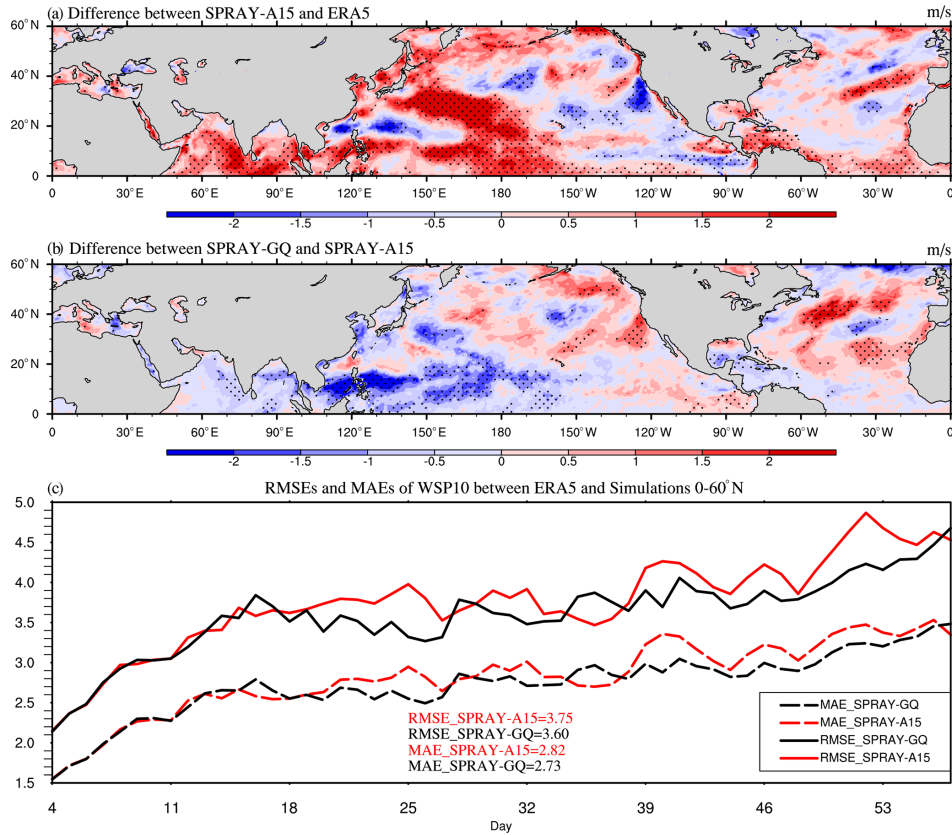 (a) Difference between SPRAY-A15 and ERA5 m/s
60°N
40°N
20°N
0
0 30°E 60°E 90°E 120°E 150°E 180° 150°W 120°W 90°W 60°W 30°W 0
-2 -1.5 -1 -0.5 0 0.5 1 1.5 2
(b) Difference between SPRAY-GQ and SPRAY-A15 m/s
60°N
40°N
20°N
0
0 30°E 60°E 90°E 120°E 150°E 180° 150°W 120°W 90°W 60°W 30°W 0
-2 -1.5 -1 -0.5 0 0.5 1 1.5 2
(c) RMSEs and MAEs of WSP10 between ERA5 and Simulations 0-60°N
5.0
4.5
4.0
3.5
3.0
2.5
2.0
1.5
RMSE_SPRAY-A15=3.75
RMSE_SPRAY-GQ=3.60
MAE_SPRAY-A15=2.82
MAE_SPRAY-GQ=2.73
MAE_SPRAY-GQ
MAE_SPRAY-A15
RMSE_SPRAY-GQ
RMSE_SPRAY-A15
4 11 18 25 32 39 46 53
Day